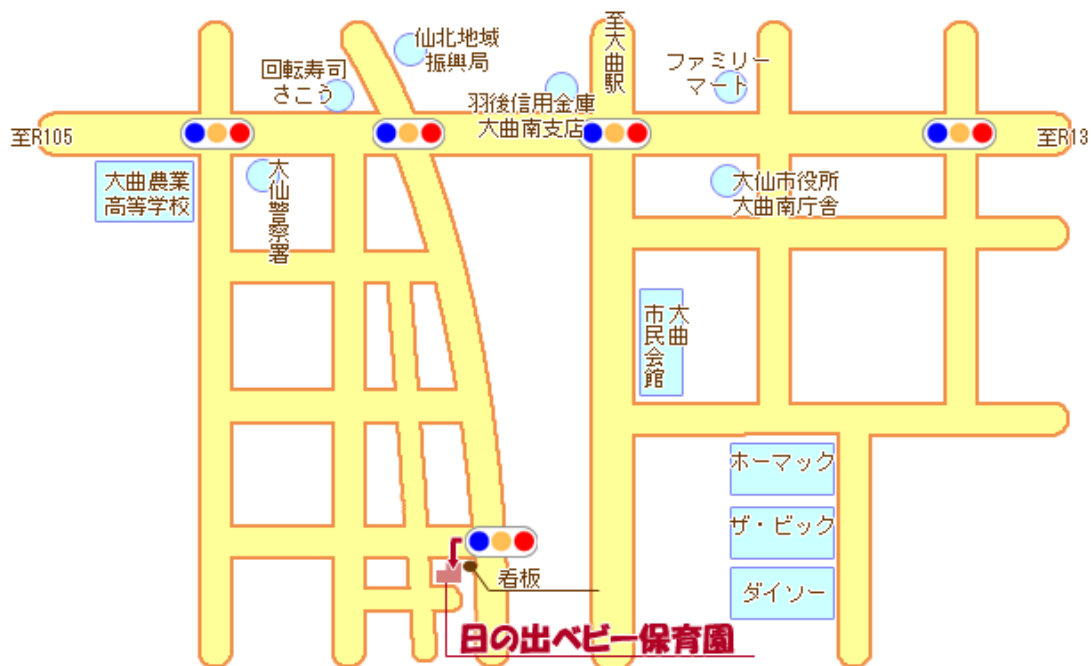 仙北地域
振興局
至大曲駅
ファミリー
マート
回転寿司
さこう
羽後信用金庫
大曲南支店
至R105
至R13
大曲農業
高等学校
大仙警察署
大仙市役所
大曲南庁舎
大曲
市民会館
ホーマック
ザ・ビック
ダイソー
看板
日の出ベビー保育園